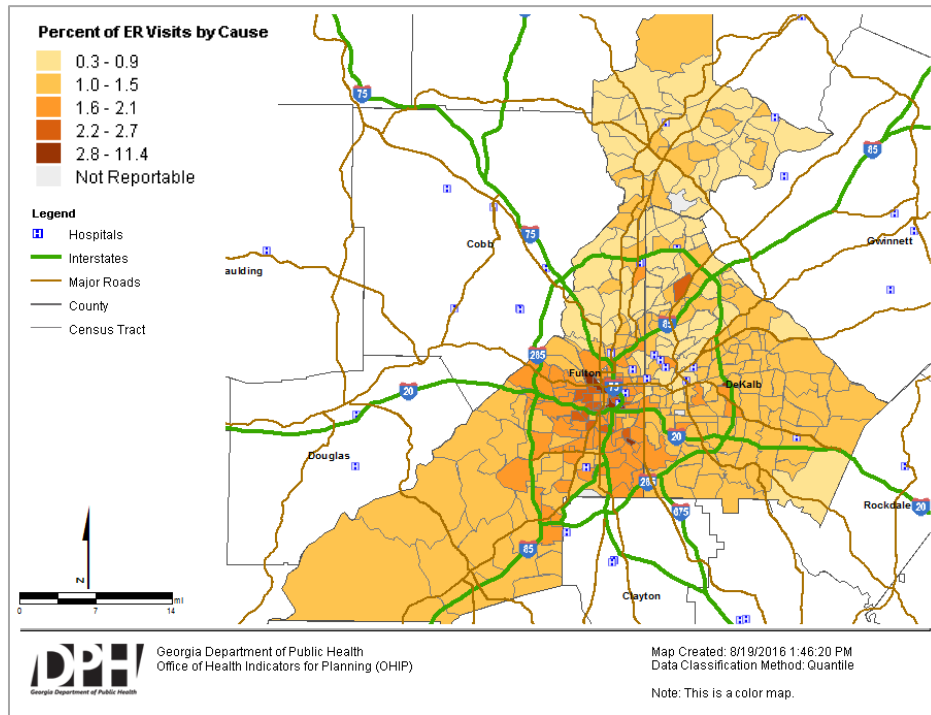 Percent of ER Visits by Cause
0.3 - 0.9
1.0 - 1.5
1.6 - 2.1
2.2 - 2.7
2.8 - 11.4
Not Reportable
Legend
H Hospitals
Interstates
Major Roads
County
Census Tract
75
85
Cobb
75
Gwinnett
aulding
85
285
Fulton
75
DeKalb
20
20
Douglas
285
Rockdale
20
675
85
Clayton
N
0 7 14 mi
DPH
Georgia Department of Public Health
Georgia Department of Public Health
Office of Health Indicators for Planning (OHIP)
Map Created: 8/19/2016 1:46:20 PM
Data Classification Method: Quantile
Note: This is a color map.